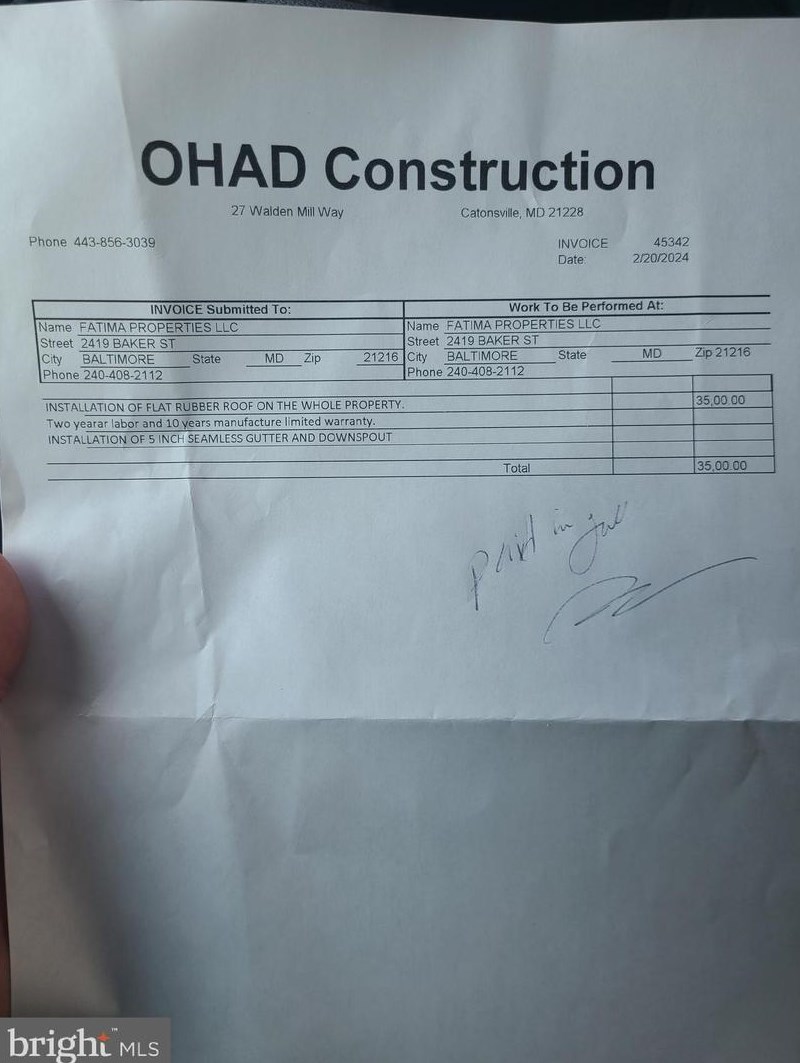 OHAD Construction
27 Walden Mill Way Catonsville, MD 21228
Phone 443-856-3039
INVOICE 45342
Date: 2/20/2024
INVOICE Submitted To: Work To Be Performed At:
Name FATIMA PROPERTIES LLC Name FATIMA PROPERTIES LLC
Street 2419 BAKER ST Street 2419 BAKER ST
City BALTIMORE State MD Zip 21216 City BALTIMORE State MD Zip 21216
Phone 240-408-2112 Phone 240-408-2112
INSTALLATION OF FLAT RUBBER ROOF ON THE WHOLE PROPERTY. 35,00.00
Two yearar labor and 10 years manufacture limited warranty.
INSTALLATION OF 5 INCH SEAMLESS GUTTER AND DOWNSPOUT
Total 35,00.00
paid in full
bright™ MLS